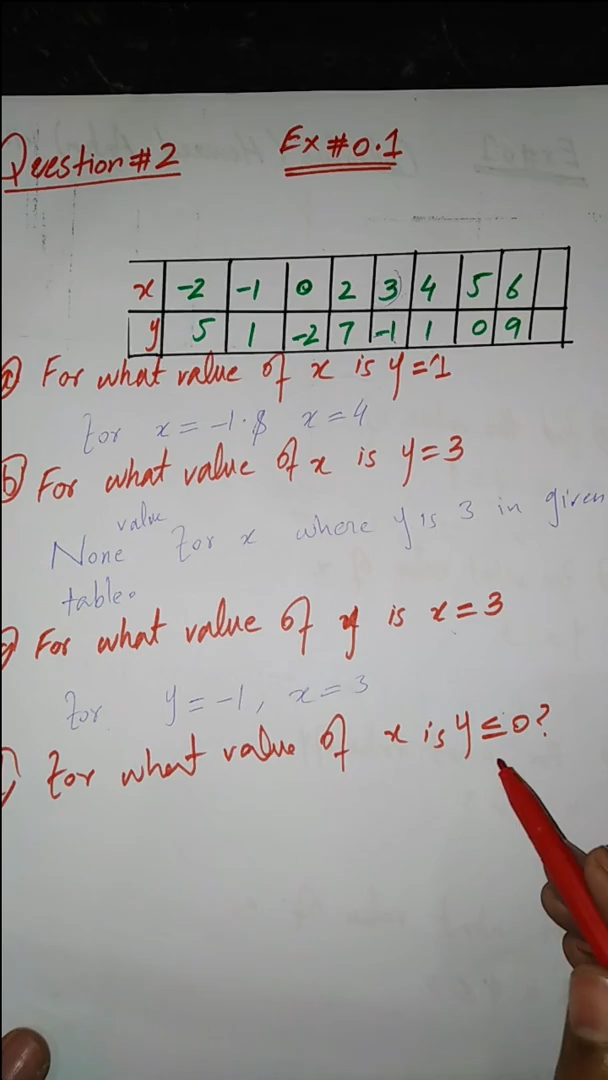 Question #2 Ex #0.1
x -2 -1 0 2 3 4 5 6
y 5 1 -2 7 -1 1 0 9
a) For what value of x is y=1
for x = -1 & x = 4
b) For what value of x is y=3
None value for x where y is 3 in given
table.
For what value of y is x=3
for y = -1, x = 3
for what value of x is y ≤ 0?